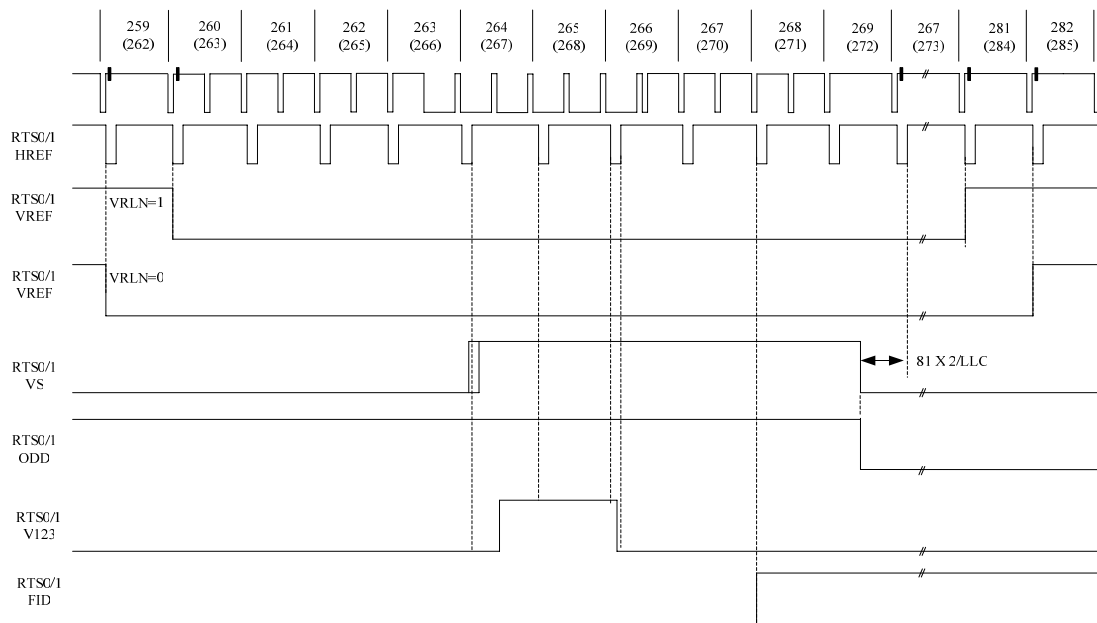 259 260 261 262 263 264 265 266 267 268 269 267 281 282
(262) (263) (264) (265) (266) (267) (268) (269) (270) (271) (272) (273) (284) (285)
RTS0/1
HREF
RTS0/1
VREF
VRLN=1
RTS0/1
VREF
VRLN=0
RTS0/1
VS
81 X 2/LLC
RTS0/1
ODD
RTS0/1
V123
RTS0/1
FID